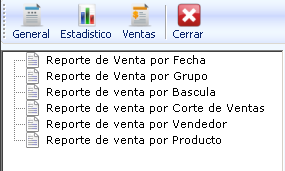 General Estadistico Ventas Cerrar
Reporte de Venta por Fecha
Reporte de venta por Grupo
Reporte de venta por Bascula
Reporte de venta por Corte de Ventas
Reporte de venta por Vendedor
Reporte de venta por Producto